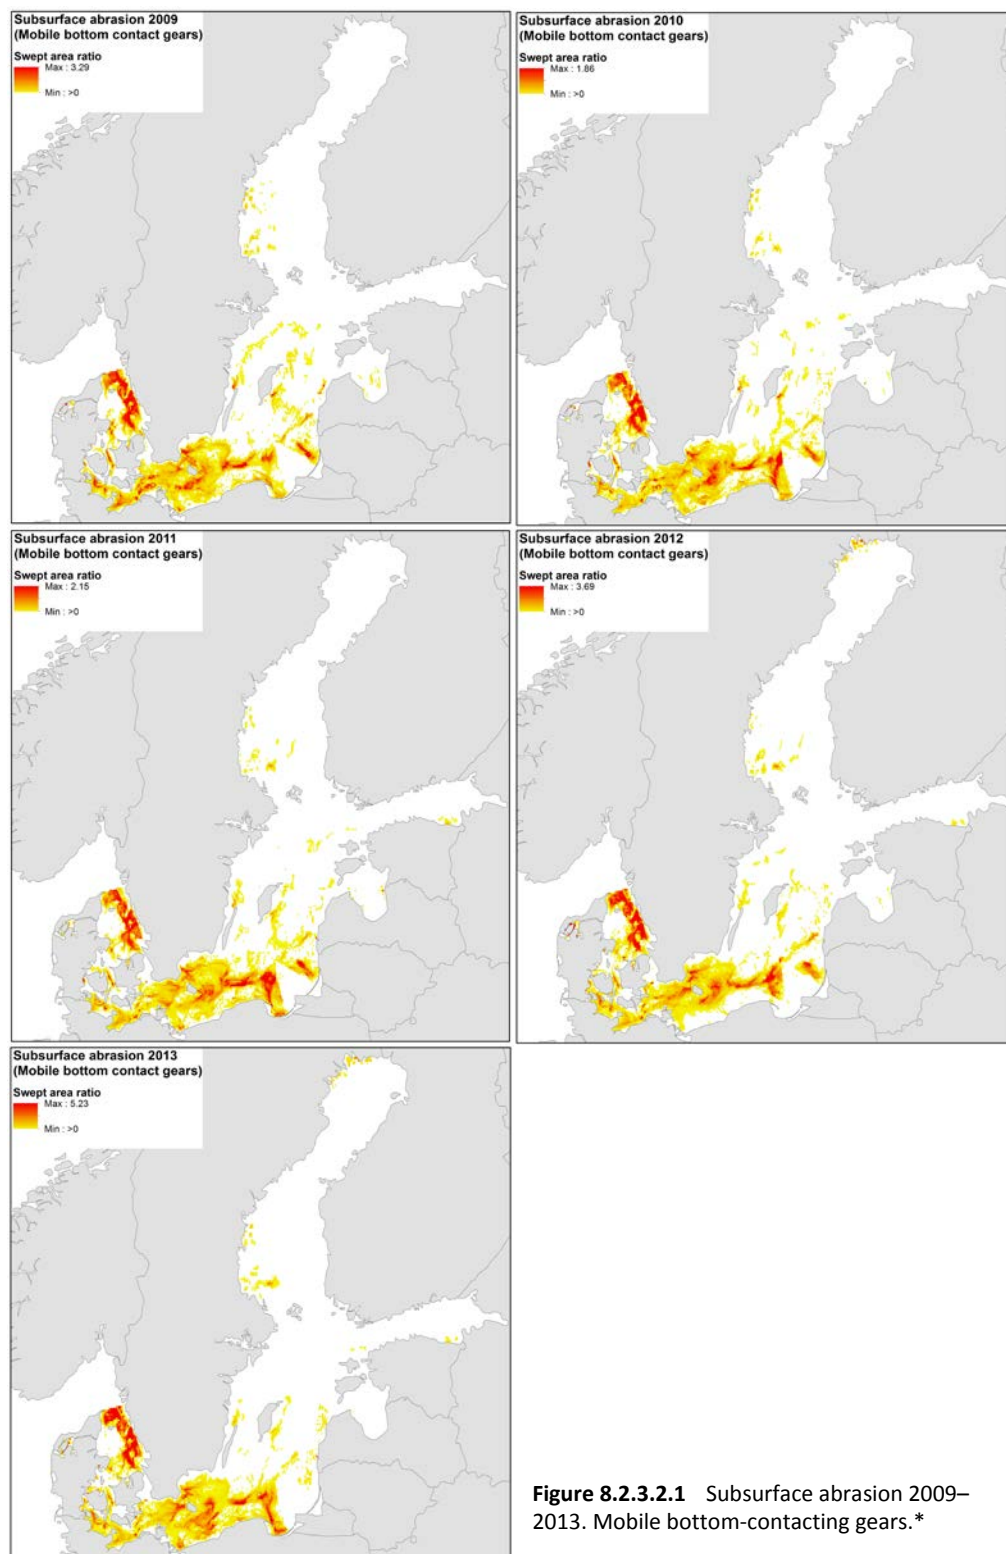 Subsurface abrasion 2009
(Mobile bottom contact gears)
Swept area ratio
Max : 3.29
Min : >0
Subsurface abrasion 2010
(Mobile bottom contact gears)
Swept area ratio
Max : 1.86
Min : >0
Subsurface abrasion 2011
(Mobile bottom contact gears)
Swept area ratio
Max : 2.15
Min : >0
Subsurface abrasion 2012
(Mobile bottom contact gears)
Swept area ratio
Max : 3.69
Min : >0
Subsurface abrasion 2013
(Mobile bottom contact gears)
Swept area ratio
Max : 5.23
Min : >0
Figure 8.2.3.2.1 Subsurface abrasion 2009–
2013. Mobile bottom-contacting gears.*